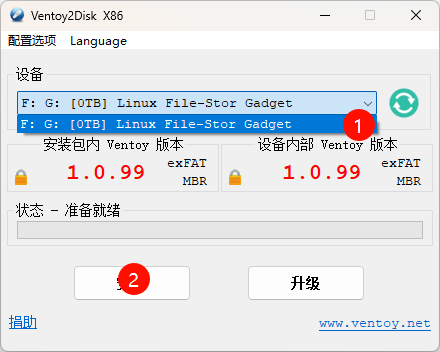 Ventoy2Disk X86
配置选项 Language
设备
F: G: [0TB] Linux File-Stor Gadget
F: G: [0TB] Linux File-Stor Gadget
1
安装包内 Ventoy 版本
1.0.99
exFAT
MBR
设备内部 Ventoy 版本
1.0.99
exFAT
MBR
状态 - 准备就绪
2
升级
捐助
www.ventoy.net